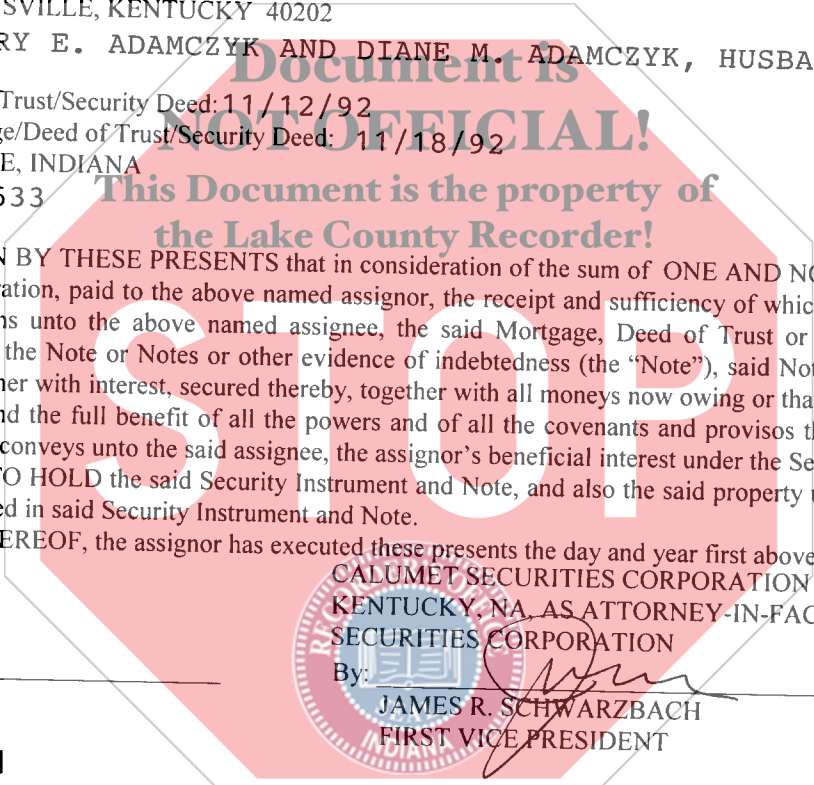 SVILLE, KENTUCKY 40202
RY E. ADAMCZYK AND DIANE M. ADAMCZYK, HUSBA
Document is
Trust/Security Deed: 11/12/92
NOT OFFICIAL!
ge/Deed of Trust/Security Deed: 11/18/92
E, INDIANA
This Document is the property of
533
the Lake County Recorder!
N BY THESE PRESENTS that in consideration of the sum of ONE AND NO
ation, paid to the above named assignor, the receipt and sufficiency of whic
ns unto the above named assignee, the said Mortgage, Deed of Trust or
the Note or Notes or other evidence of indebtedness (the “Note”), said No
her with interest, secured thereby, together with all moneys now owing or tha
nd the full benefit of all the powers and of all the covenants and provisos th
conveys unto the said assignee, the assignor’s beneficial interest under the Se
TO HOLD the said Security Instrument and Note, and also the said property
ed in said Security Instrument and Note.
STOP
EREOF, the assignor has executed these presents the day and year first above
CALUMET SECURITIES CORPORATION
KENTUCKY, NA, AS ATTORNEY-IN-FAC
SECURITIES CORPORATION
By:
JAMES R. SCHWARZBACH
FIRST VICE PRESIDENT
RECORDER'S OFFICE
SEAL
INDIANA